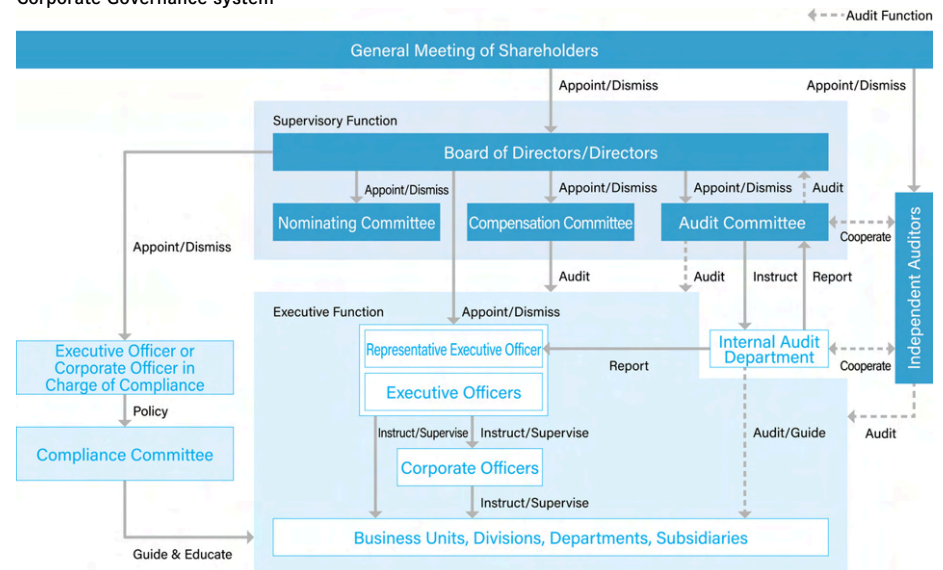 Corporate Governance system
Audit Function
General Meeting of Shareholders
Appoint/Dismiss
Appoint/Dismiss
Supervisory Function
Board of Directors/Directors
Appoint/Dismiss
Appoint/Dismiss
Appoint/Dismiss
Audit
Nominating Committee
Compensation Committee
Audit Committee
Cooperate
Independent Auditors
Appoint/Dismiss
Audit
Audit
Instruct
Report
Executive Function
Appoint/Dismiss
Executive Officer or
Corporate Officer in
Charge of Compliance
Representative Executive Officer
Report
Internal Audit
Department
Cooperate
Executive Officers
Policy
Instruct/Supervise
Instruct/Supervise
Audit/Guide
Audit
Compliance Committee
Corporate Officers
Instruct/Supervise
Business Units, Divisions, Departments, Subsidiaries
Guide & Educate